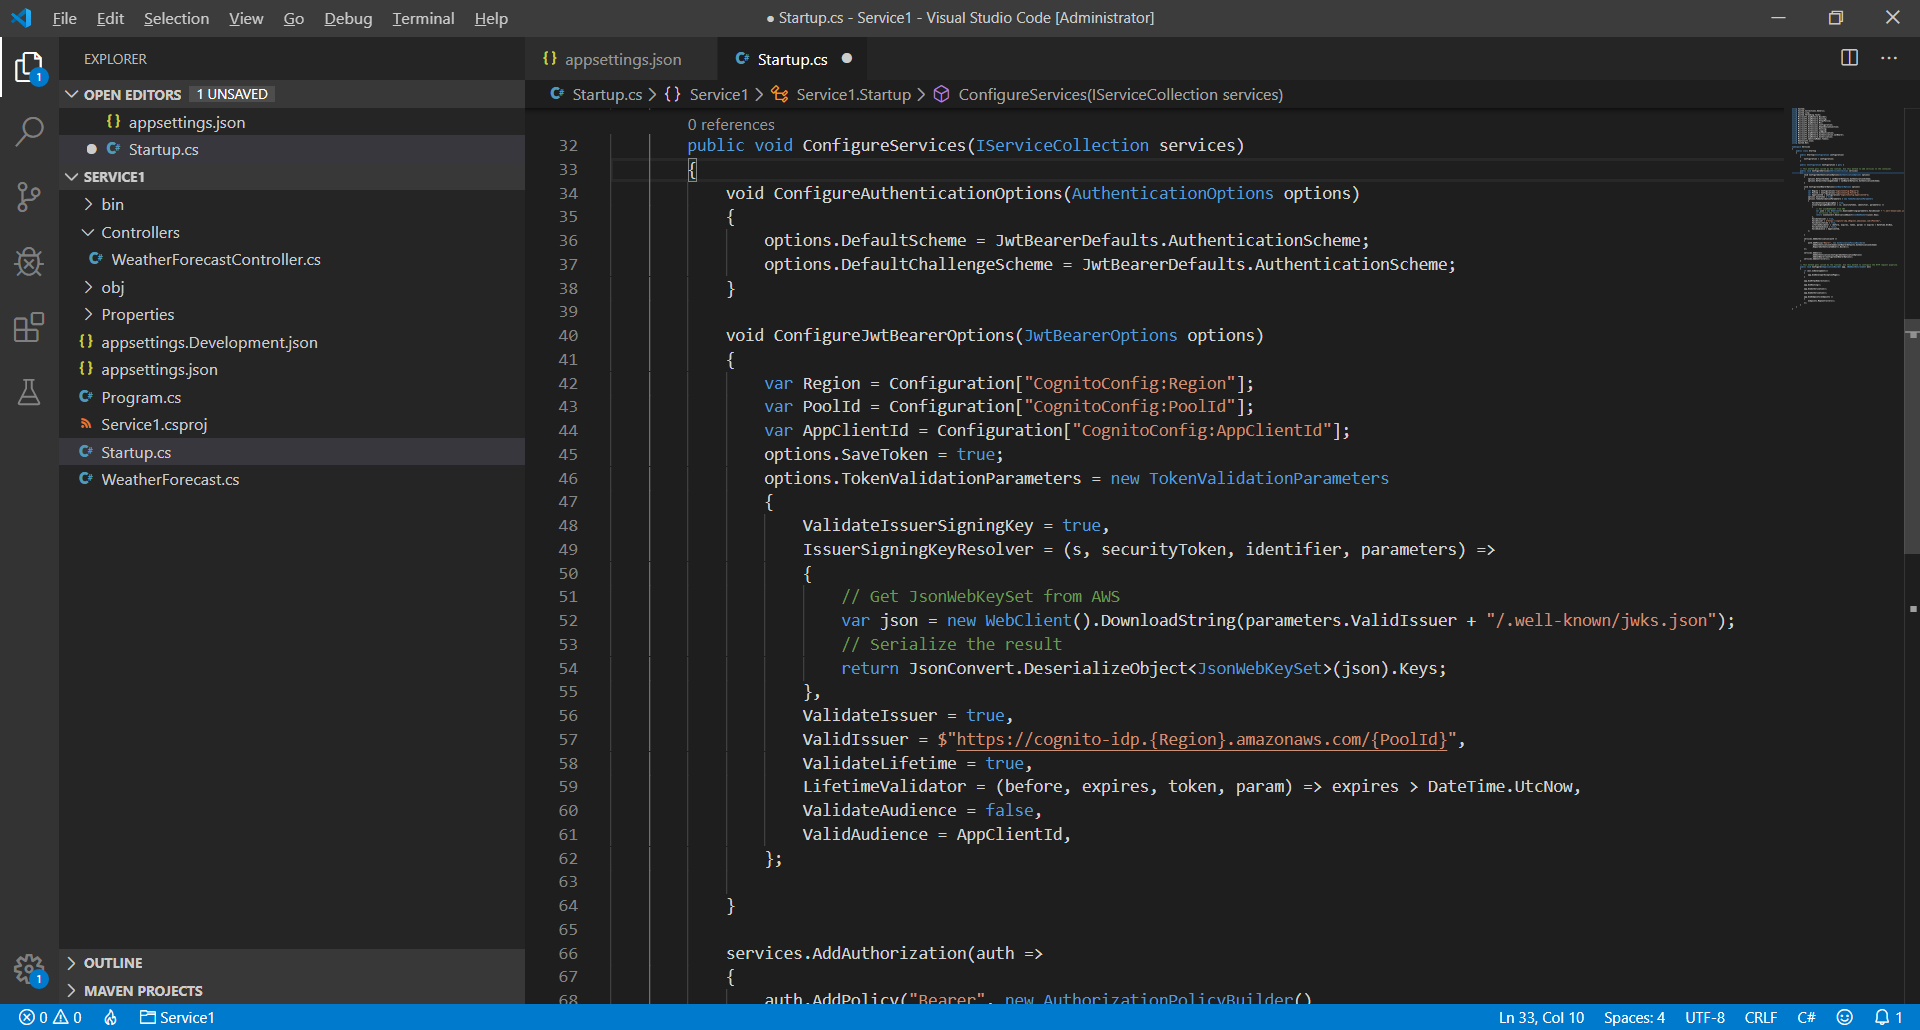 File Edit Selection View Go Debug Terminal Help
● Startup.cs - Service1 - Visual Studio Code [Administrator]
EXPLORER
OPEN EDITORS 1 UNSAVED
{} appsettings.json
● C# Startup.cs
SERVICE1
bin
Controllers
C# WeatherForecastController.cs
obj
Properties
{} appsettings.Development.json
{} appsettings.json
C# Program.cs
Service1.csproj
C# Startup.cs
C# WeatherForecast.cs
OUTLINE
MAVEN PROJECTS
1
1
{} appsettings.json
C# Startup.cs ●
C# Startup.cs > {} Service1 > Service1.Startup > ConfigureServices(IServiceCollection services)
0 references
32 public void ConfigureServices(IServiceCollection services)
33 {
34 void ConfigureAuthenticationOptions(AuthenticationOptions options)
35 {
36 options.DefaultScheme = JwtBearerDefaults.AuthenticationScheme;
37 options.DefaultChallengeScheme = JwtBearerDefaults.AuthenticationScheme;
38 }
39
40 void ConfigureJwtBearerOptions(JwtBearerOptions options)
41 {
42 var Region = Configuration["CognitoConfig:Region"];
43 var PoolId = Configuration["CognitoConfig:PoolId"];
44 var AppClientId = Configuration["CognitoConfig:AppClientId"];
45 options.SaveToken = true;
46 options.TokenValidationParameters = new TokenValidationParameters
47 {
48 ValidateIssuerSigningKey = true,
49 IssuerSigningKeyResolver = (s, securityToken, identifier, parameters) =>
50 {
51 // Get JsonWebKeySet from AWS
52 var json = new WebClient().DownloadString(parameters.ValidIssuer + "/.well-known/jwks.json");
53 // Serialize the result
54 return JsonConvert.DeserializeObject<JsonWebKeySet>(json).Keys;
55 },
56 ValidateIssuer = true,
57 ValidIssuer = $"https://cognito-idp.{Region}.amazonaws.com/{PoolId}",
58 ValidateLifetime = true,
59 LifetimeValidator = (before, expires, token, param) => expires > DateTime.UtcNow,
60 ValidateAudience = false,
61 ValidAudience = AppClientId,
62 };
63
64 }
65
66 services.AddAuthorization(auth =>
67 {
68 auth.AddPolicy("Bearer", new AuthorizationPolicyBuilder()
0 0 Service1
Ln 33, Col 10 Spaces: 4 UTF-8 CRLF C# 1